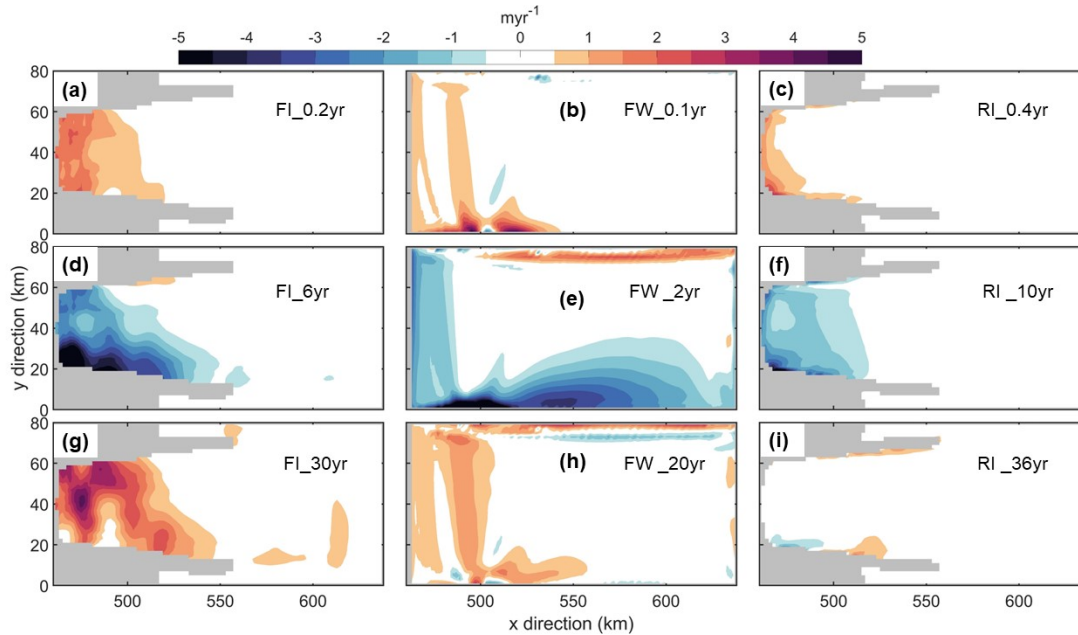 myr⁻¹
-5 -4 -3 -2 -1 0 1 2 3 4 5
80 (a) FI_0.2yr (b) FW_0.1yr (c) RI_0.4yr
60
40
20
0
80 (d) FI_6yr (e) FW _2yr (f) RI _10yr
60
40
20
0
80 (g) FI_30yr (h) FW _20yr (i) RI _36yr
60
40
20
0
y direction (km)
500 550 600 500 550 600 500 550 600
x direction (km)